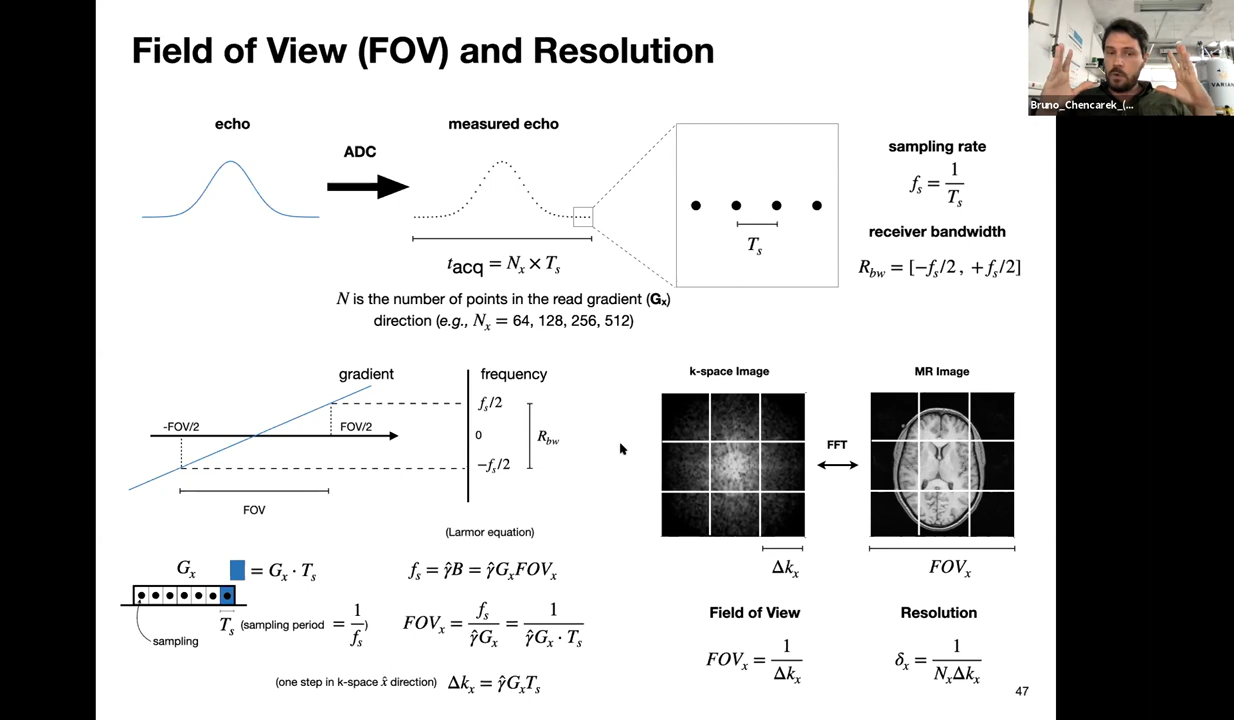 Field of View (FOV) and Resolution
VARIAN
Bruno_Chencarek_(...
echo
ADC
measured echo
t_acq = N_x × T_s
T_s
sampling rate
f_s = 1/T_s
receiver bandwidth
R_bw = [−f_s/2 , +f_s/2]
N is the number of points in the read gradient (G_x)
direction (e.g., N_x = 64, 128, 256, 512)
gradient
frequency
-FOV/2
FOV/2
f_s/2
0
−f_s/2
R_bw
FOV
(Larmor equation)
k-space Image
MR Image
FFT
Δk_x
FOV_x
G_x
= G_x · T_s
f_s = γ̂B = γ̂G_xFOV_x
T_s (sampling period = 1/f_s)
sampling
FOV_x = f_s/(γ̂G_x) = 1/(γ̂G_x · T_s)
(one step in k-space x̂ direction) Δk_x = γ̂G_xT_s
Field of View
FOV_x = 1/Δk_x
Resolution
δ_x = 1/(N_xΔk_x)
47